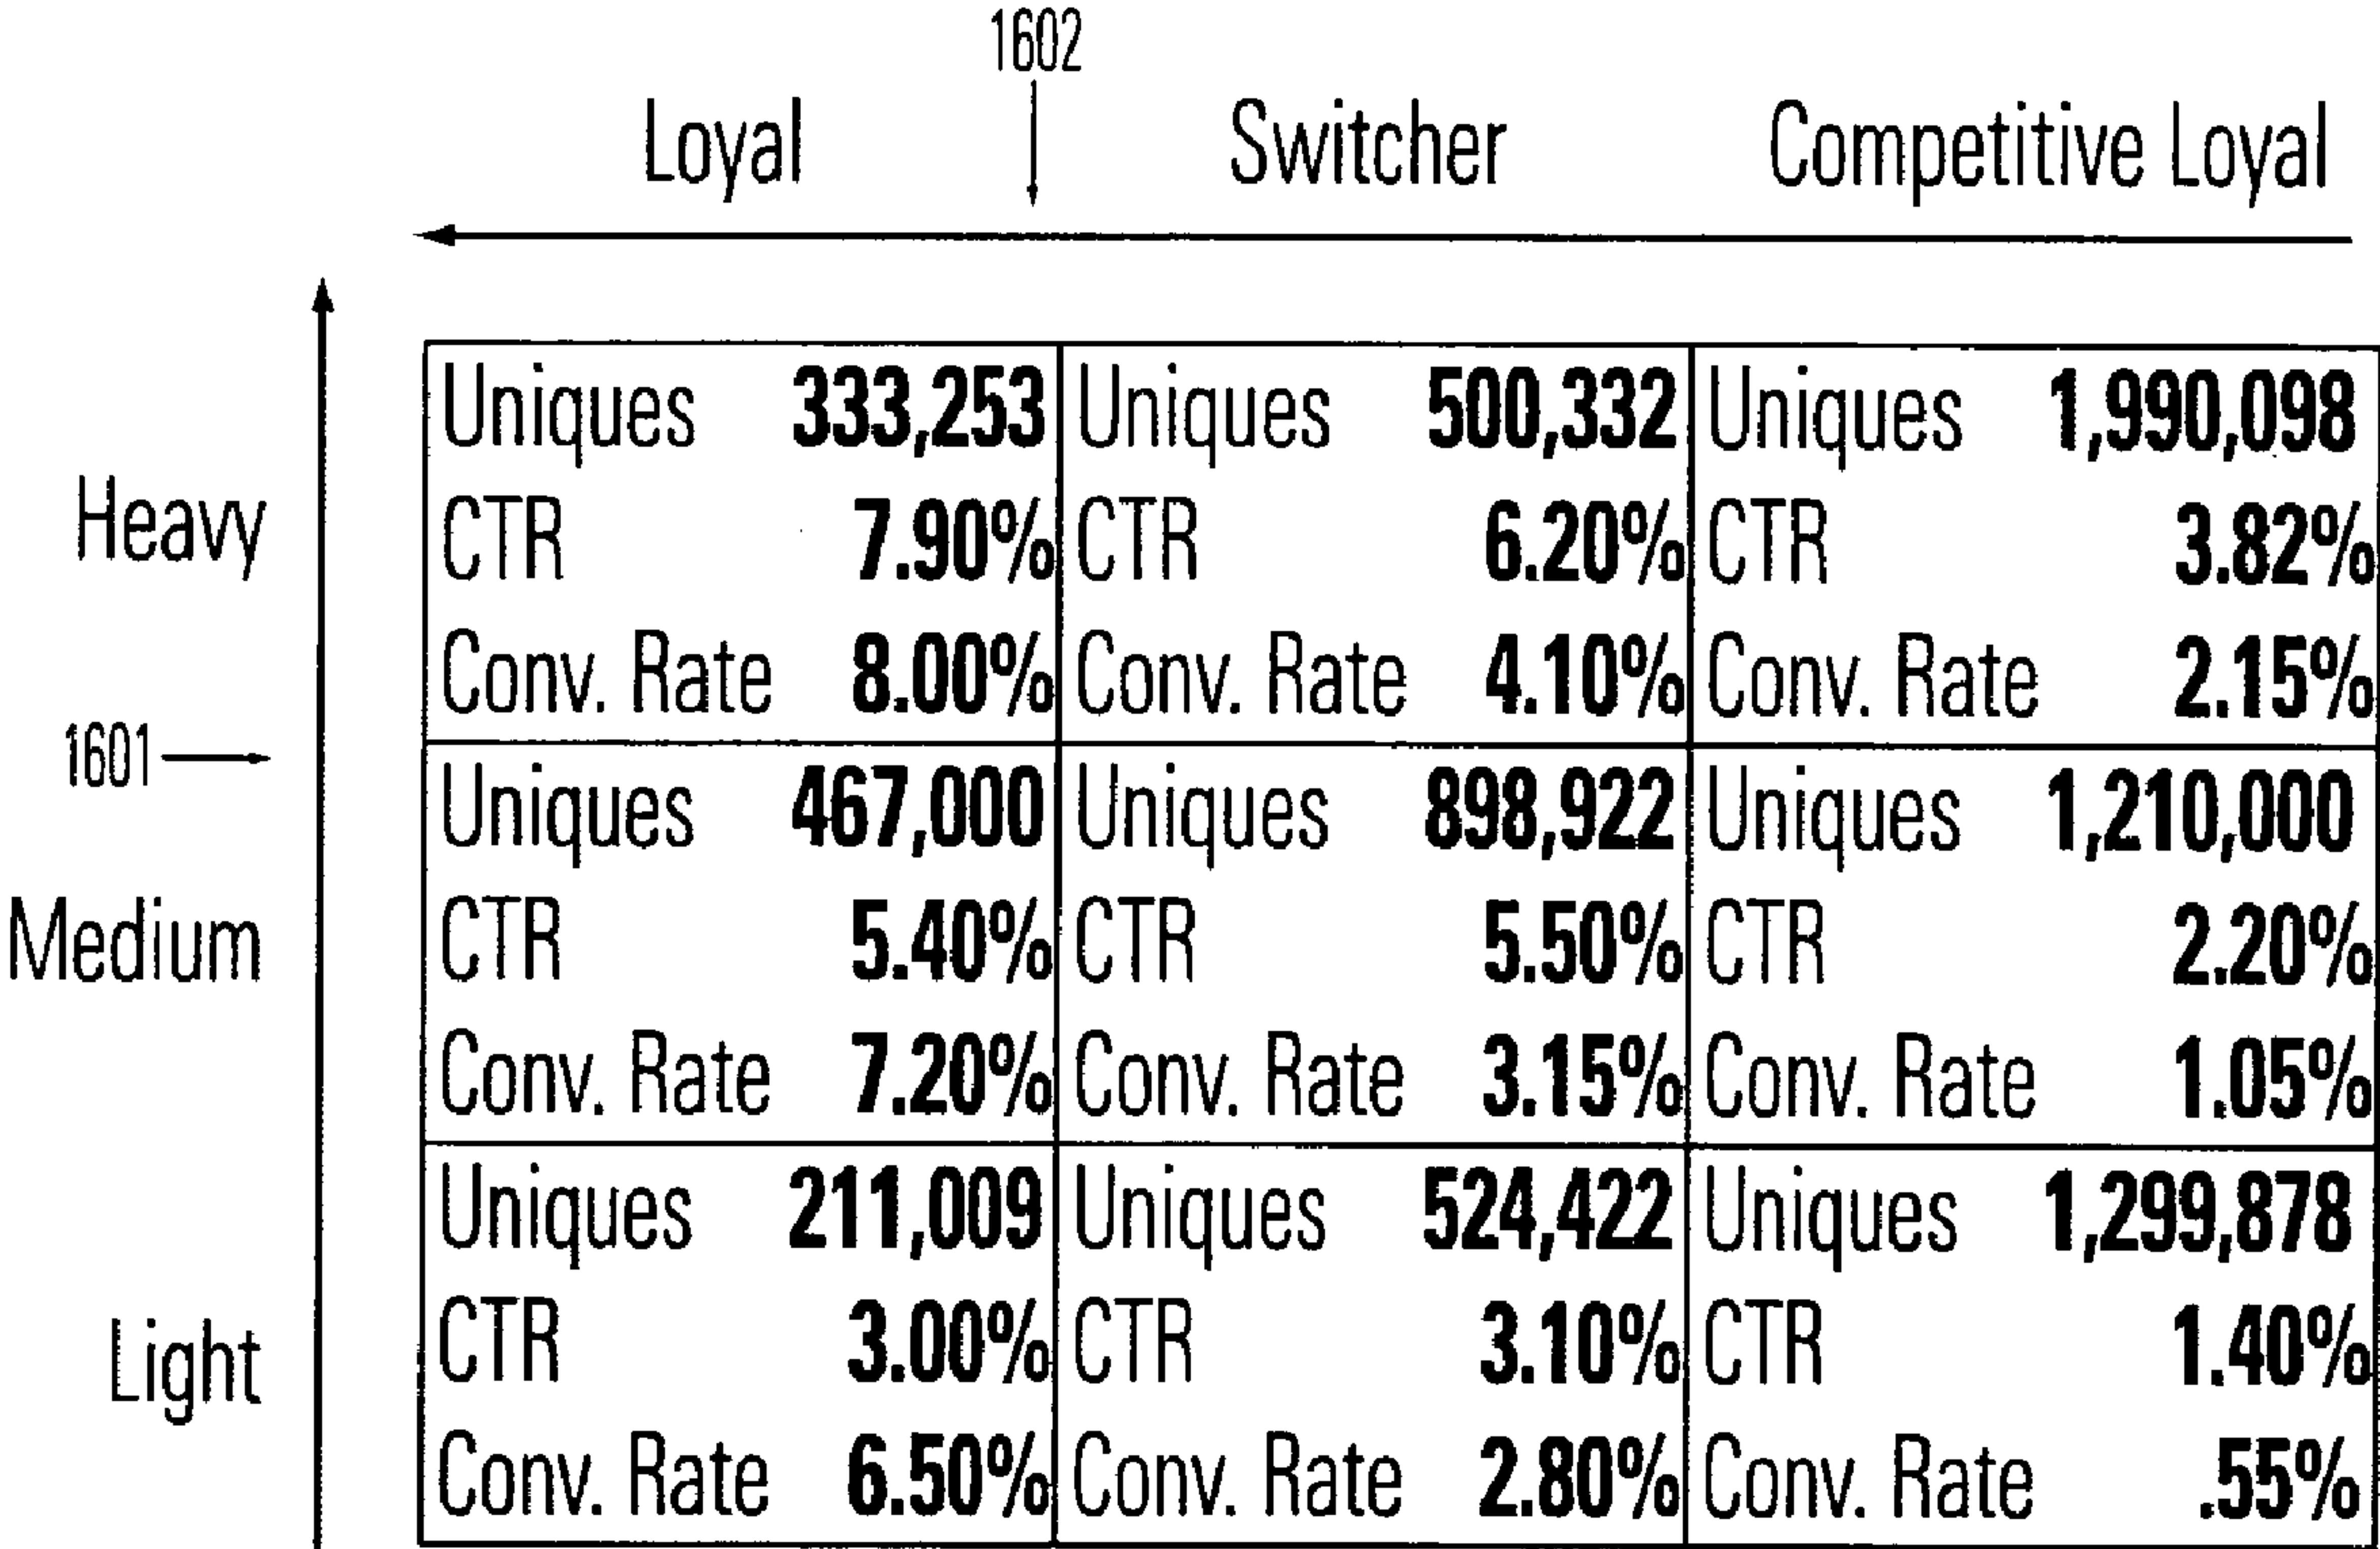 1602
Loyal Switcher Competitive Loyal
Uniques 333,253 Uniques 500,332 Uniques 1,990,098
Heavy CTR 7.90% CTR 6.20% CTR 3.82%
Conv. Rate 8.00% Conv. Rate 4.10% Conv. Rate 2.15%
1601
Uniques 467,000 Uniques 898,922 Uniques 1,210,000
Medium CTR 5.40% CTR 5.50% CTR 2.20%
Conv. Rate 7.20% Conv. Rate 3.15% Conv. Rate 1.05%
Uniques 211,009 Uniques 524,422 Uniques 1,299,878
Light CTR 3.00% CTR 3.10% CTR 1.40%
Conv. Rate 6.50% Conv. Rate 2.80% Conv. Rate .55%